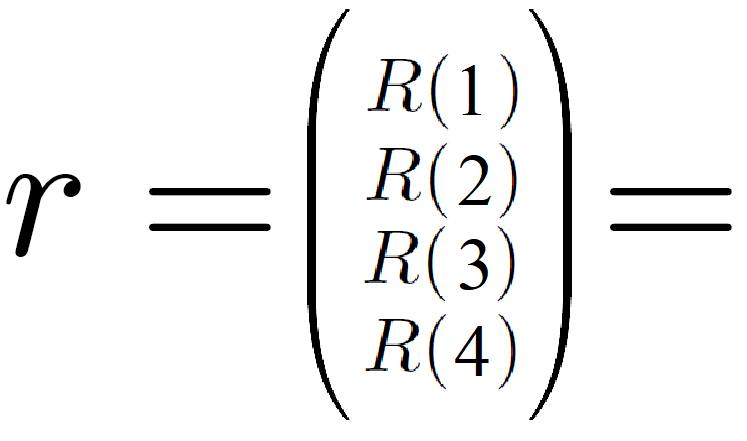 r = ( R(1)
R(2)
R(3)
R(4) ) =